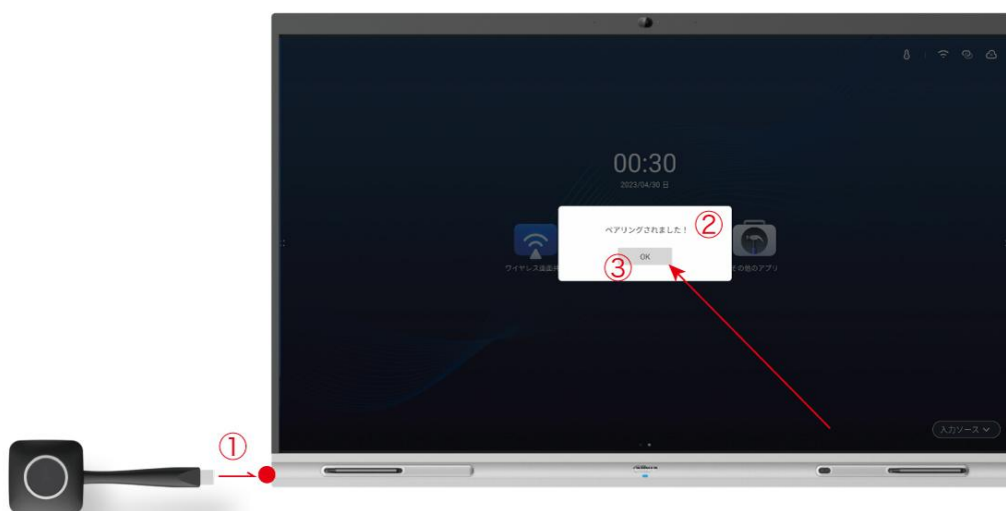 00:30
2023/04/30 日
ペアリングされました！
②
OK
③
ワイヤレス画面共
その他のアプリ
入力ソース
①